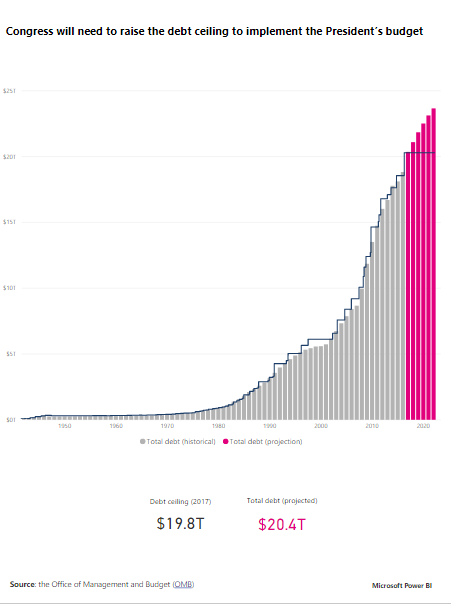 Congress will need to raise the debt ceiling to implement the President's budget
$25T
$20T
$15T
$10T
$5T
$0T
1950 1960 1970 1980 1990 2000 2010 2020
Total debt (historical) Total debt (projection)
Debt ceiling (2017) Total debt (projected)
$19.8T $20.4T
Source: the Office of Management and Budget (OMB) Microsoft Power BI